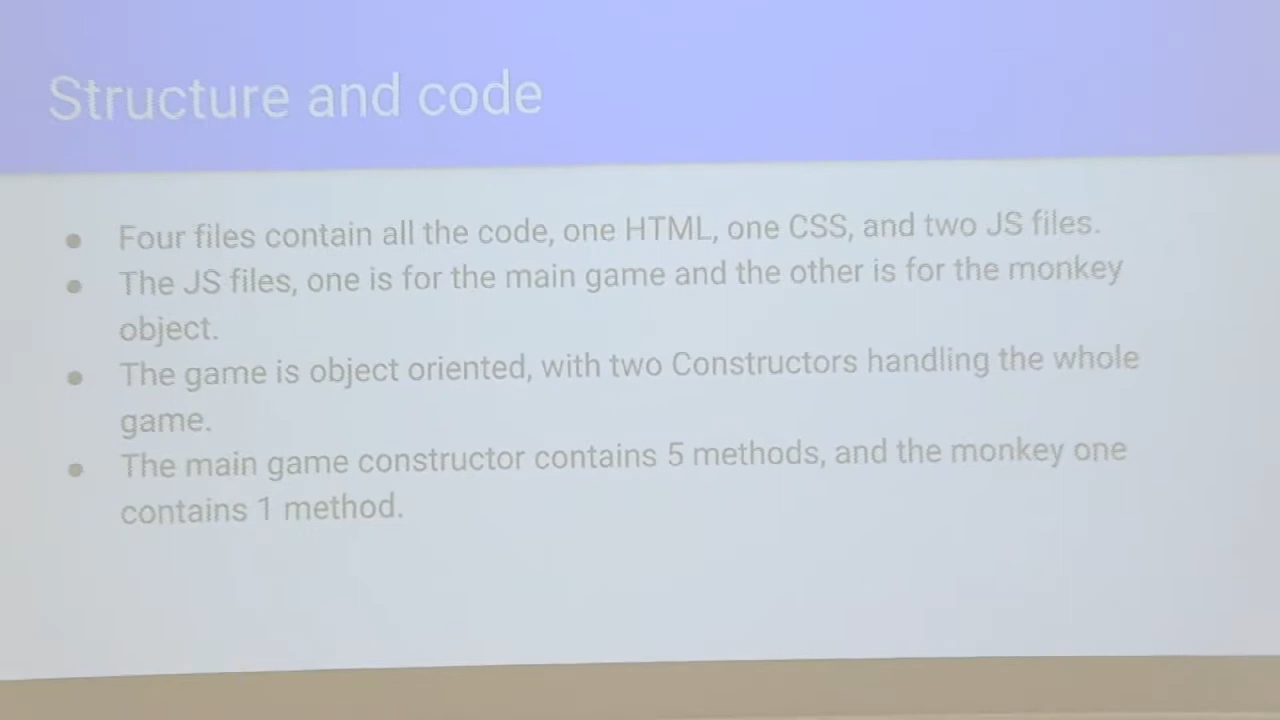 Structure and code
● Four files contain all the code, one HTML, one CSS, and two JS files.
● The JS files, one is for the main game and the other is for the monkey
object.
● The game is object oriented, with two Constructors handling the whole
game.
● The main game constructor contains 5 methods, and the monkey one
contains 1 method.